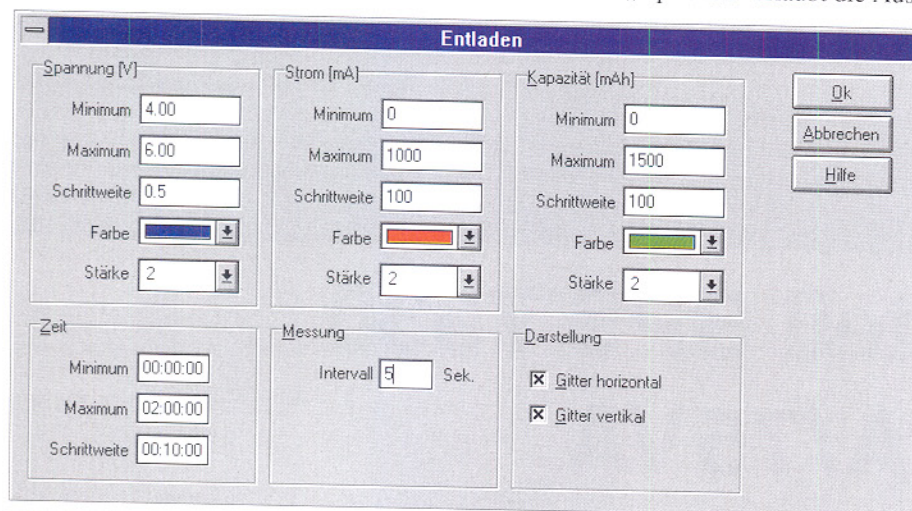 die
Entladen
Spannung [V]
Minimum 4.00
Maximum 6.00
Schrittweite 0.5
Farbe
Stärke 2
Strom [mA]
Minimum 0
Maximum 1000
Schrittweite 100
Farbe
Stärke 2
Kapazität [mAh]
Minimum 0
Maximum 1500
Schrittweite 100
Farbe
Stärke 2
Ok
Abbrechen
Hilfe
Zeit
Minimum 00:00:00
Maximum 02:00:00
Schrittweite 00:10:00
Messung
Intervall 5 Sek.
Darstellung
Gitter horizontal
Gitter vertikal